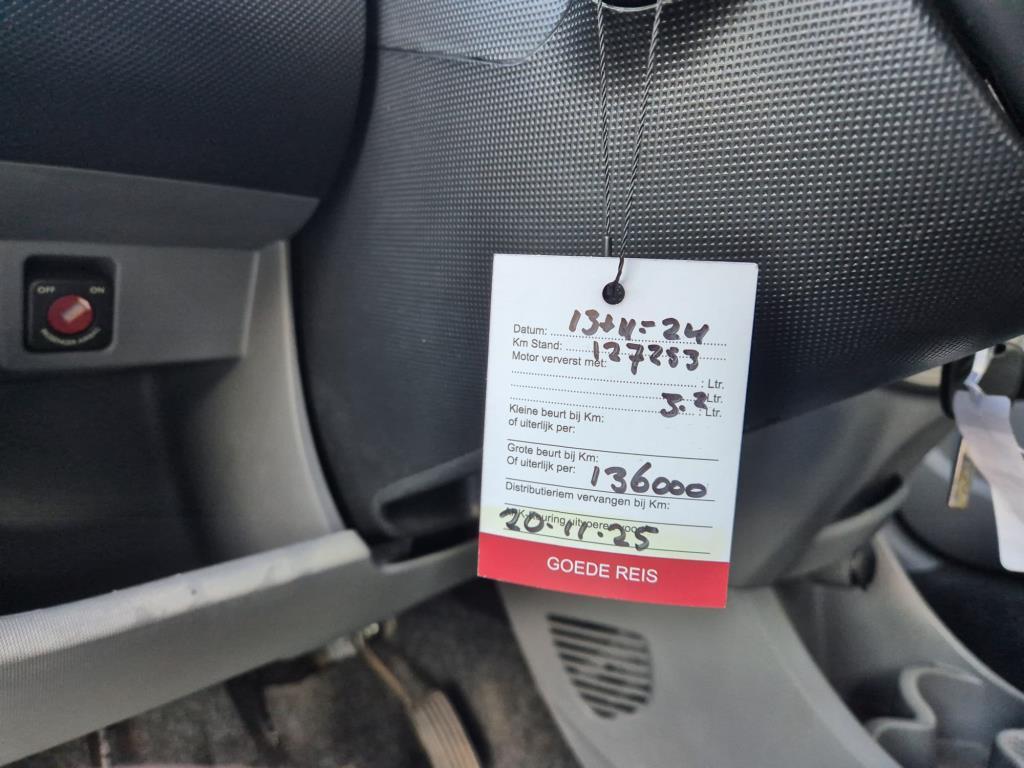 OFF ON
Datum: 13-11-24
Km Stand: 127253
Motor ververst met:
: Ltr.
3.2 Ltr.
: Ltr.
Kleine beurt bij Km:
of uiterlijk per:
Grote beurt bij Km:
Of uiterlijk per: 136000
Distributieriem vervangen bij Km:
20-11-25
GOEDE REIS